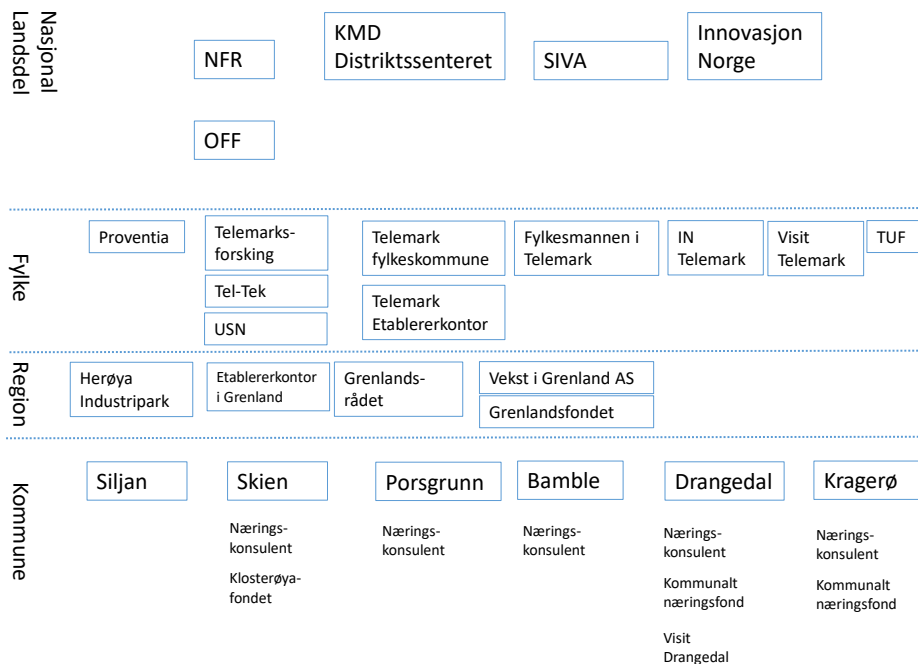 Nasjonal
Landsdel
NFR
KMD
Distriktssenteret
SIVA
Innovasjon
Norge
OFF
Fylke
Proventia
Telemarks-
forsking
Telemark
fylkeskommune
Fylkesmannen i
Telemark
IN
Telemark
Visit
Telemark
TUF
Tel-Tek
Telemark
Etablererkontor
USN
Region
Herøya
Industripark
Etablererkontor
i Grenland
Grenlands-
rådet
Vekst i Grenland AS
Grenlandsfondet
Kommune
Siljan
Skien
Porsgrunn
Bamble
Drangedal
Kragerø
Nærings-
konsulent
Klosterøya-
fondet
Nærings-
konsulent
Nærings-
konsulent
Nærings-
konsulent
Kommunalt
næringsfond
Visit
Drangedal
Nærings-
konsulent
Kommunalt
næringsfond